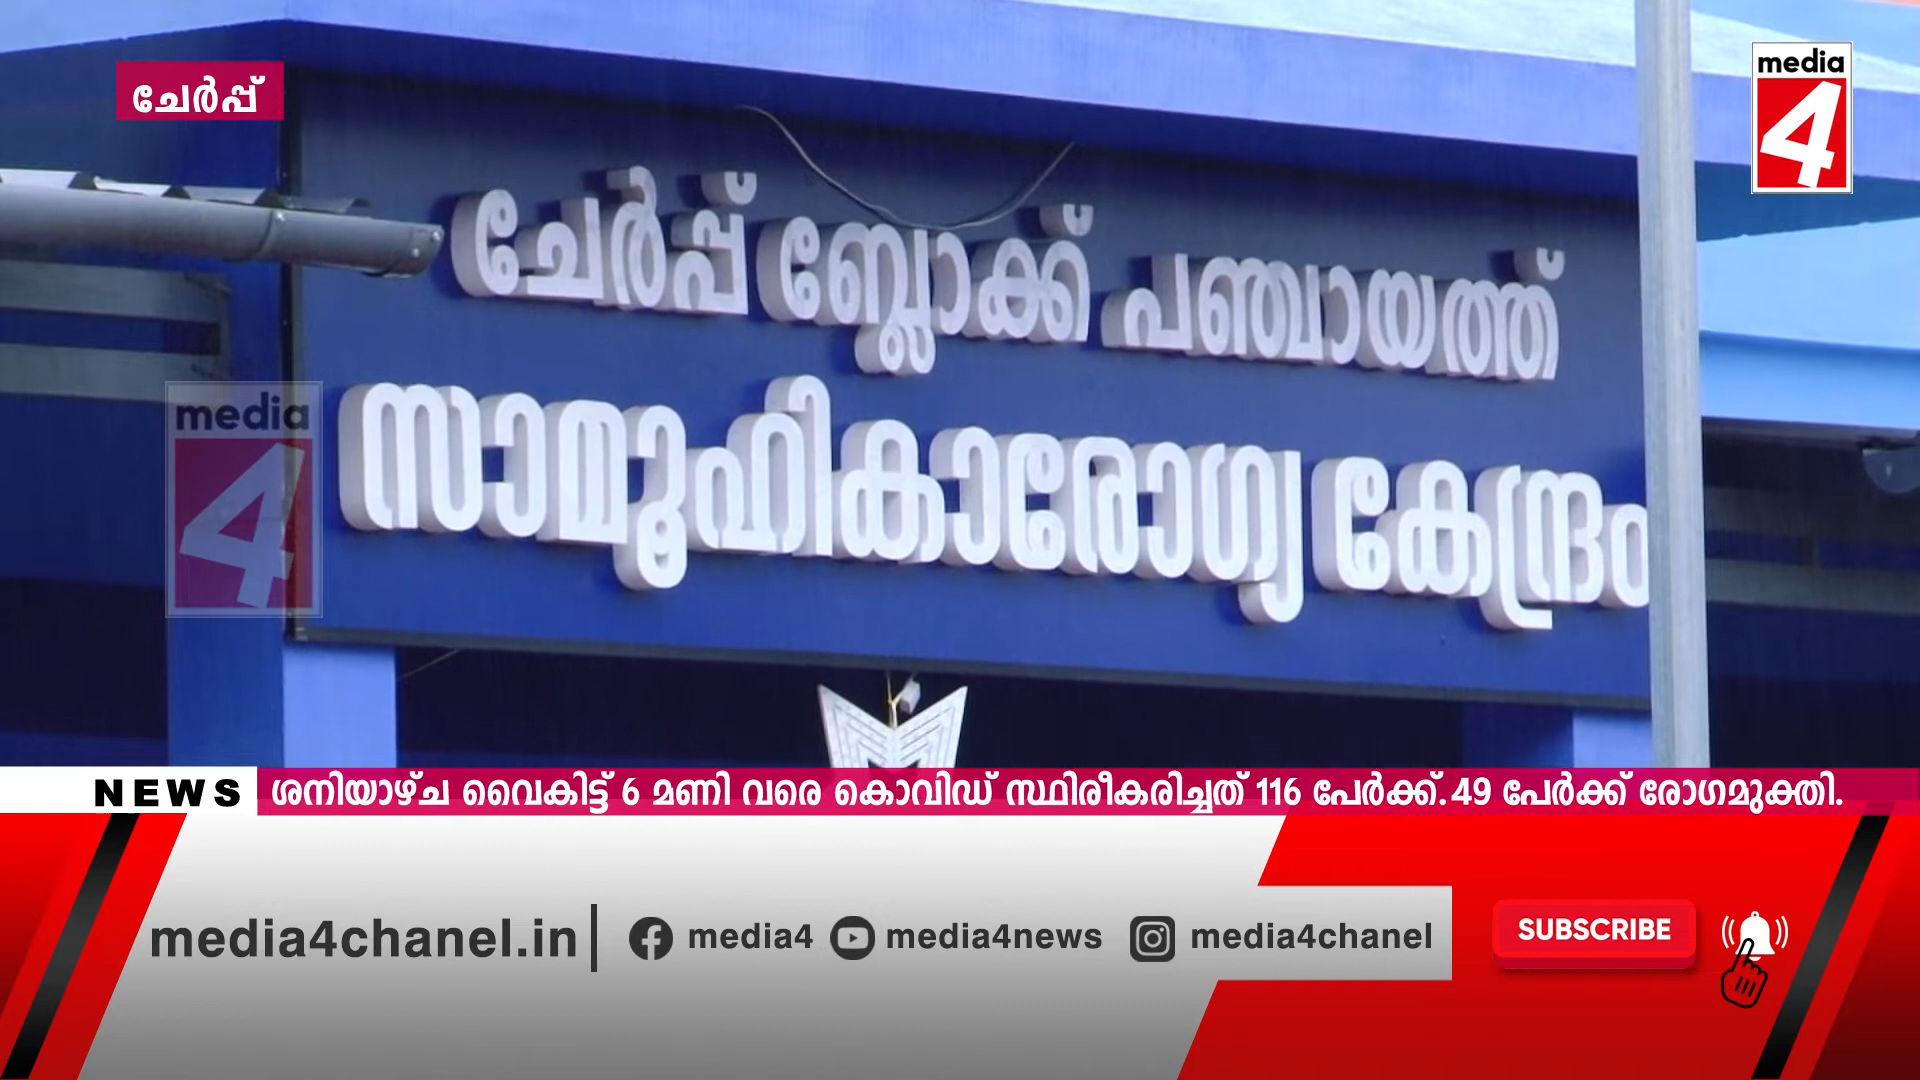 ചേർപ്പ്
media
4
ചേർപ്പ് ബ്ലോക്ക് പഞ്ചായത്ത്
സാമൂഹികാരോഗ്യ കേന്ദ്രം
media
4
NEWS ശനിയാഴ്ച വൈകിട്ട് 6 മണി വരെ കൊവിഡ് സ്ഥിരീകരിച്ചത് 116 പേർക്ക്. 49 പേർക്ക് രോഗമുക്തി.
media4chanel.in media4 media4news media4chanel SUBSCRIBE